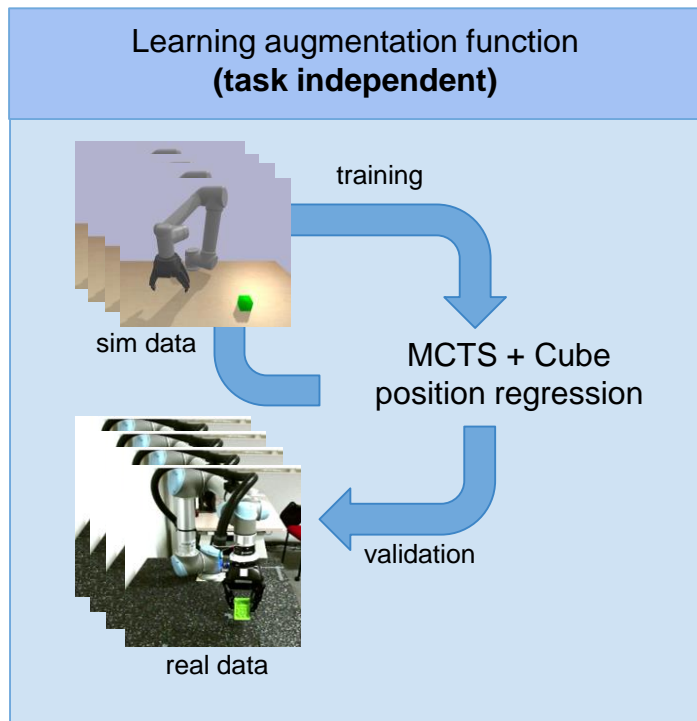 Learning augmentation function
(task independent)
training
sim data
MCTS + Cube
position regression
validation
real data